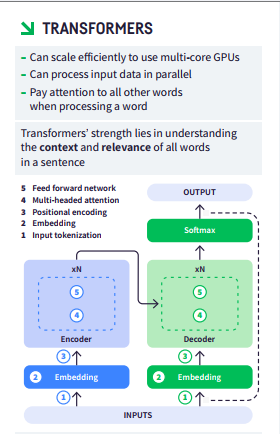 TRANSFORMERS
– Can scale efficiently to use multi-core GPUs
– Can process input data in parallel
– Pay attention to all other words
when processing a word
Transformers' strength lies in understanding
the context and relevance of all words
in a sentence
5 Feed forward network
4 Multi-headed attention
3 Positional encoding
2 Embedding
1 Input tokenization
OUTPUT
Softmax
xN
5
4
Encoder
xN
5
4
Decoder
3
3
2 Embedding
2 Embedding
1
1
INPUTS